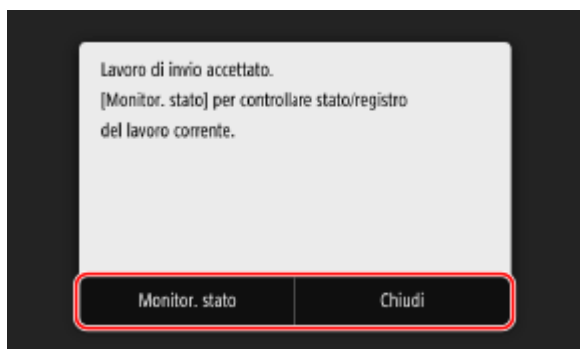 Lavoro di invio accettato.
[Monitor. stato] per controllare stato/registro
del lavoro corrente.
Monitor. stato
Chiudi